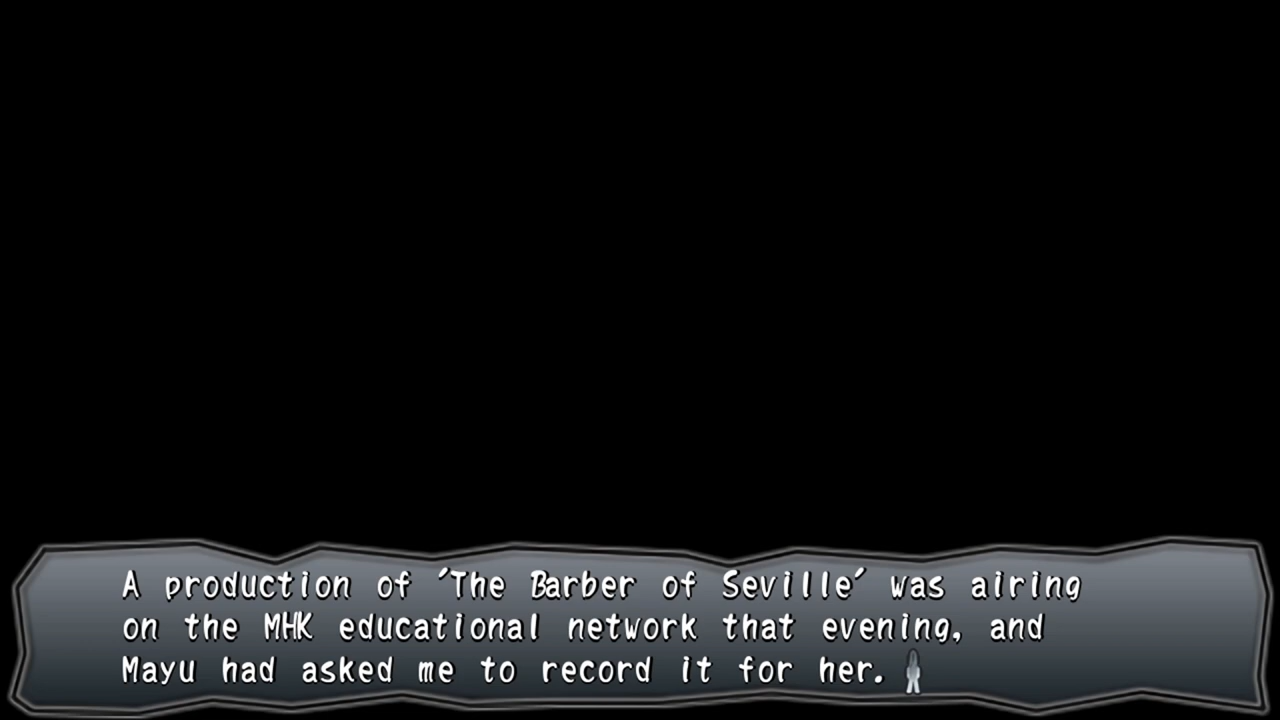 A production of 'The Barber of Seville' was airing
on the MHK educational network that evening, and
Mayu had asked me to record it for her.